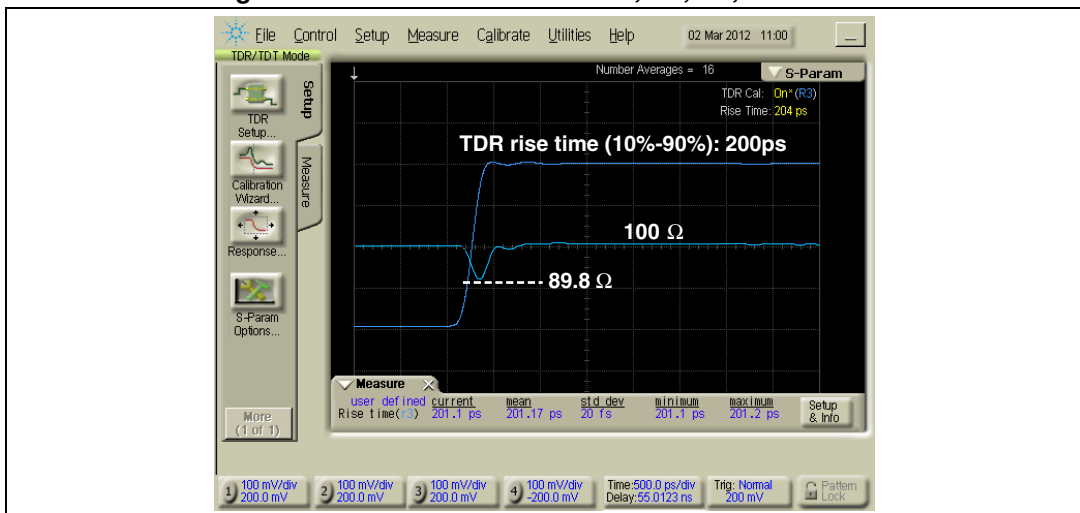 File Control Setup Measure Calibrate Utilities Help 02 Mar 2012 11:00
TDR/TDT Mode
Number Averages = 16
S-Param
TDR Cal: On*(R3)
Rise Time: 204 ps
Setup
Measure
TDR
Setup...
Calibration
Wizard...
Response...
S-Param
Options...
More
(1 of 1)
TDR rise time (10%-90%): 200ps
100 Ω
89.8 Ω
Measure
user defined current mean std dev minimum maximum
Rise time(r3) 201.1 ps 201.17 ps 20 fs 201.1 ps 201.2 ps
Setup
& Info
1) 100 mV/div
200.0 mV
2) 100 mV/div
200.0 mV
3) 100 mV/div
200.0 mV
4) 100 mV/div
-200.0 mV
Time:500.0 ps/div
Delay:55.0123 ns
Trig: Normal
200 mV
Pattern
Lock